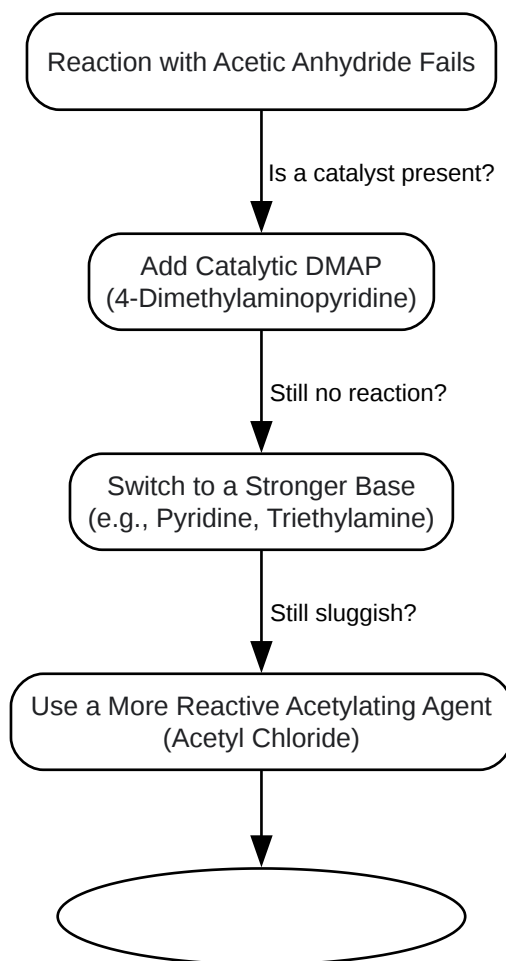 Reaction with Acetic Anhydride Fails
Is a catalyst present?
Add Catalytic DMAP
(4-Dimethylaminopyridine)
Still no reaction?
Switch to a Stronger Base
(e.g., Pyridine, Triethylamine)
Still sluggish?
Use a More Reactive Acetylating Agent
(Acetyl Chloride)